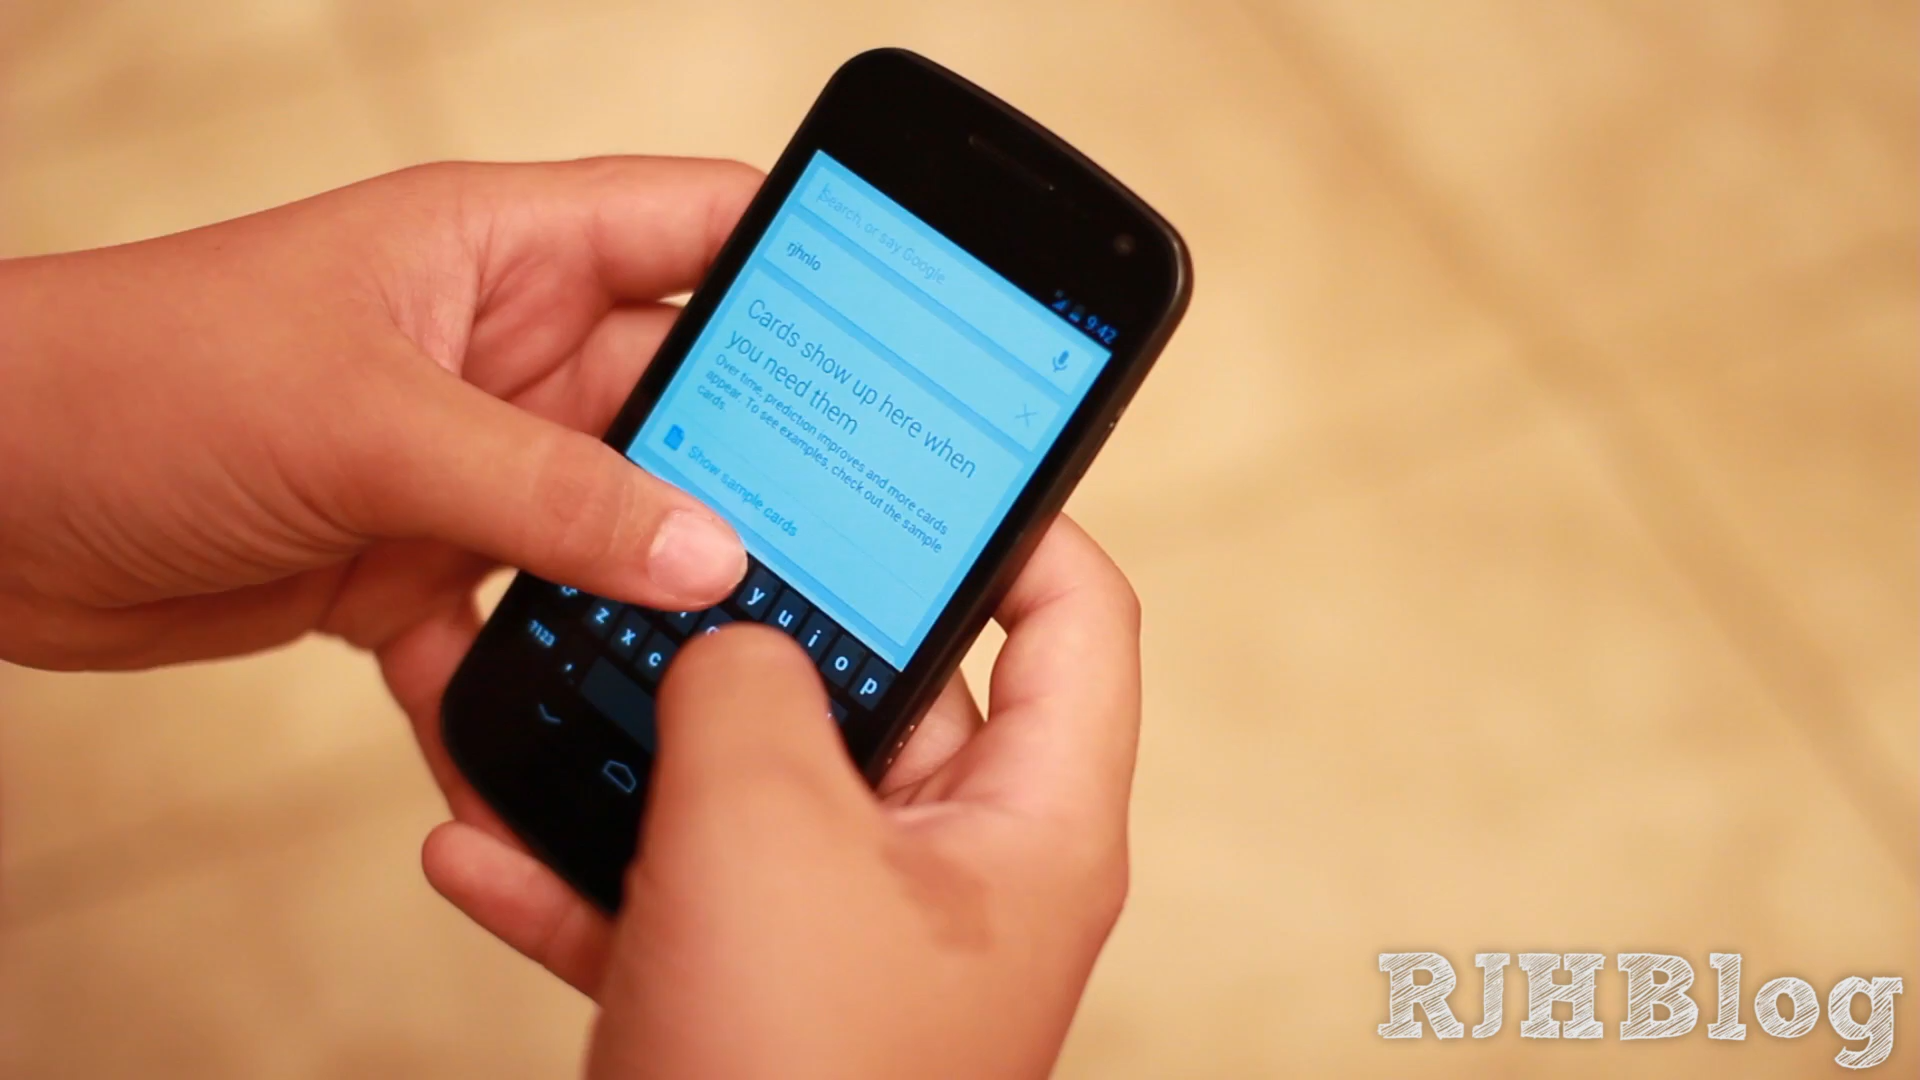 9:42
Search, or say Google
rjhnlo
Cards show up here when
you need them
Over time, prediction improves and more cards
appear. To see examples, check out the sample
cards.
Show sample cards
y u i o p
z x c
?123
,
RJHBlog